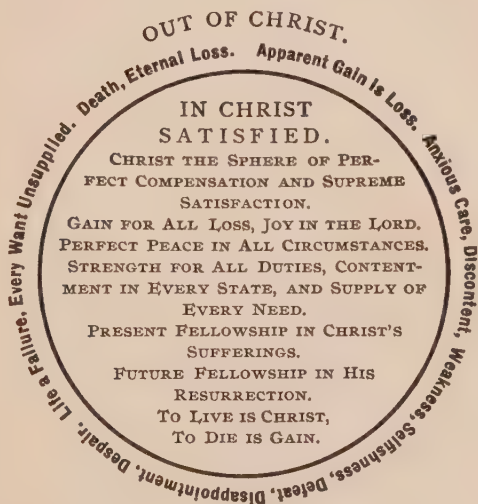 OUT OF CHRIST.
Apparent Gain is Loss. Anxious Care, Discontent, Weakness, Selfishness, Defeat, Disappointment, Despair. Life a Failure. Every Want Unsupplied. Death, Eternal Loss.
IN CHRIST
SATISFIED.
CHRIST THE SPHERE OF PER-
FECT COMPENSATION AND SUPREME
SATISFACTION.
GAIN FOR ALL LOSS, JOY IN THE LORD.
PERFECT PEACE IN ALL CIRCUMSTANCES.
STRENGTH FOR ALL DUTIES, CONTENT-
MENT IN EVERY STATE, AND SUPPLY OF
EVERY NEED.
PRESENT FELLOWSHIP IN CHRIST'S
SUFFERINGS.
FUTURE FELLOWSHIP IN HIS
RESURRECTION.
TO LIVE IS CHRIST,
TO DIE IS GAIN.